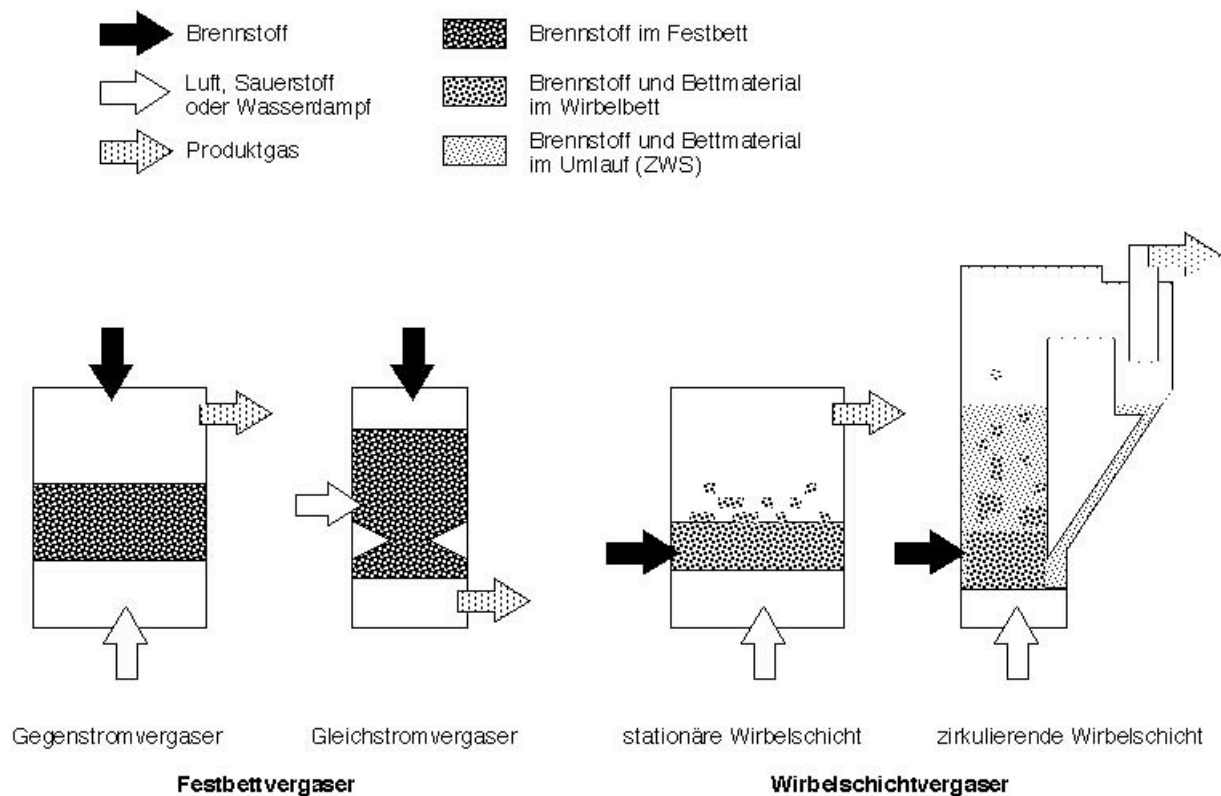 Brennstoff
Luft, Sauerstoff
oder Wasserdampf
Produktgas
Brennstoff im Festbett
Brennstoff und Bettmaterial
im Wirbelbett
Brennstoff und Bettmaterial
im Umlauf (ZWS)
Gegenstromvergaser
Gleichstromvergaser
stationäre Wirbelschicht
zirkulierende Wirbelschicht
Festbettvergaser
Wirbelschichtvergaser